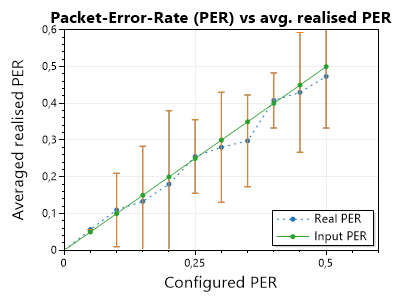 Packet-Error-Rate (PER) vs avg. realised PER
Averaged realised PER
0,6
0,5
0,4
0,3
0,2
0,1
0
0
0,25
0,5
Configured PER
Real PER
Input PER